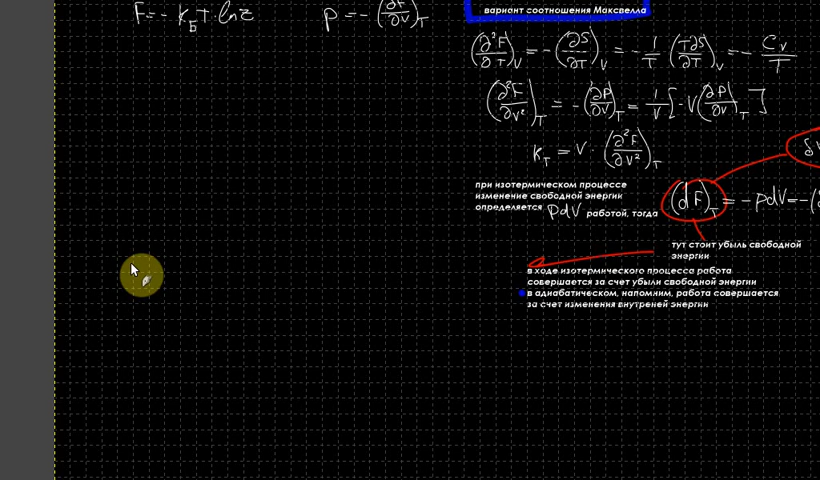 F = - k_Б T · ln z
p = - (∂F/∂V)_T
вариант соотношения Максвелла
(∂²F/∂T)_V = - (∂S/∂T)_V = - 1/T (T∂S/∂T)_V = - C_V/T
(∂²F/∂V²)_T = - (∂P/∂V)_T = 1/V [ - V (∂P/∂V)_T ]
K_T = V · (∂²F/∂V²)_T
при изотермическом процессе
изменение свободной энергии
определяется pdV работой, тогда
(dF)_T = - pdV = - (
тут стоит убыль свободной
энергии
в ходе изотермического процесса работа
совершается за счет убыли свободной энергии
в адиабатическом, напомним, работа совершается
за счет изменения внутреней энергии